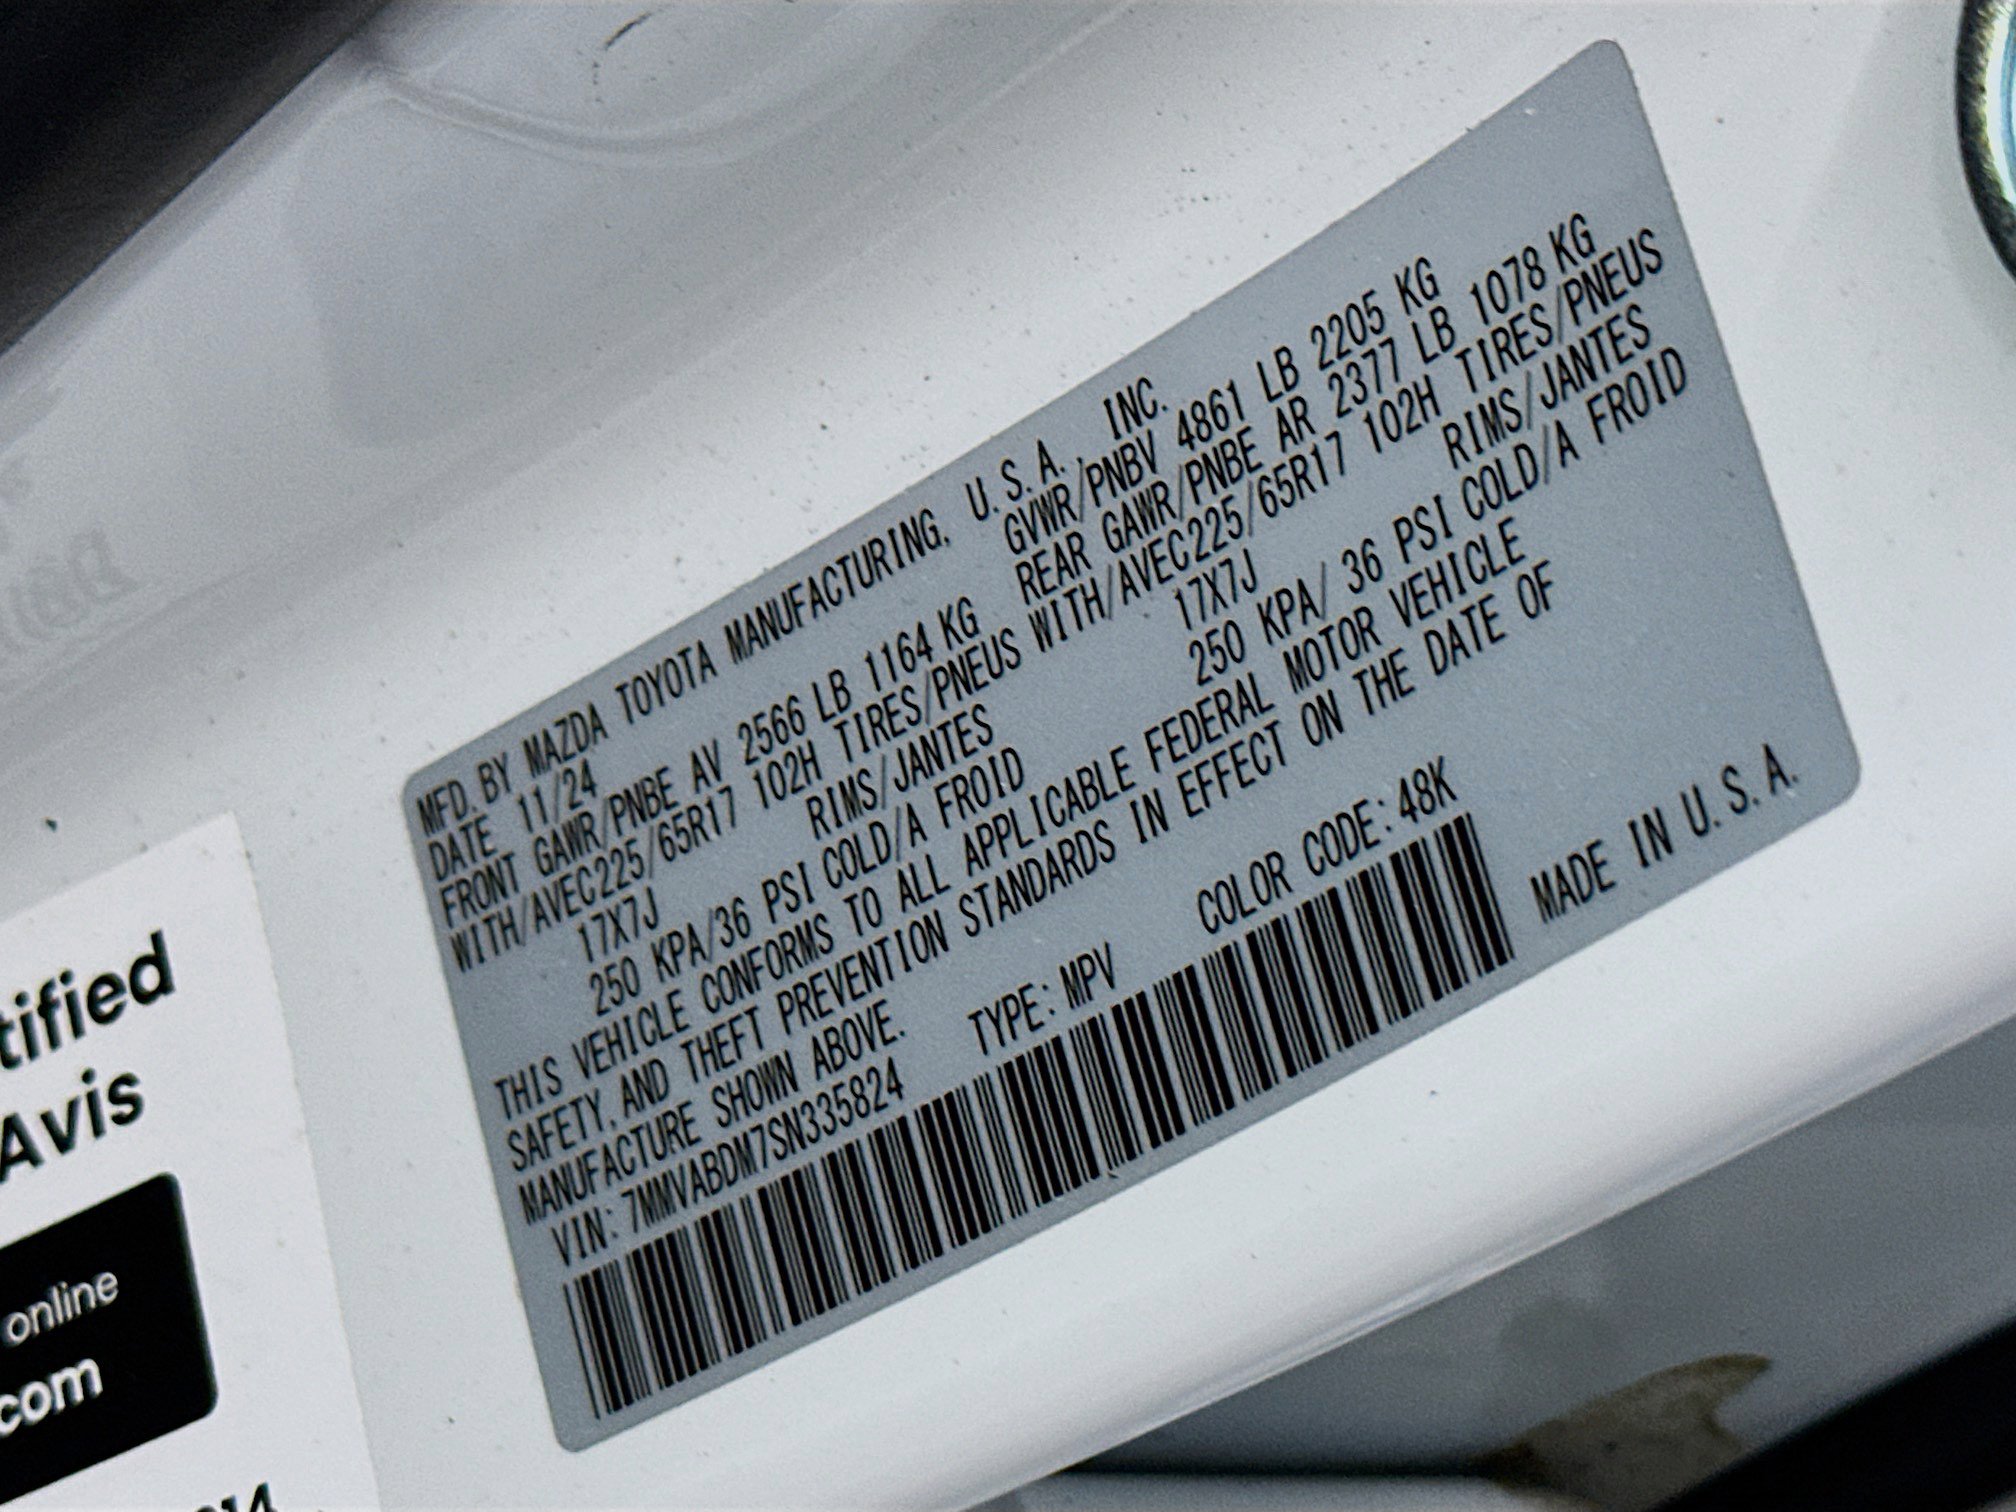 MFD. BY MAZDA TOYOTA MANUFACTURING, U.S.A., INC.
DATE 11/24 GVWR/PNBV 4861 LB 2205 KG
FRONT GAWR/PNBE AV 2566 LB 1164 KG REAR GAWR/PNBE AR 2377 LB 1078 KG
WITH/AVEC225/65R17 102H TIRES/PNEUS WITH/AVEC225/65R17 102H TIRES/PNEUS
17X7J RIMS/JANTES 17X7J RIMS/JANTES
250 KPA/36 PSI COLD/A FROID 250 KPA/ 36 PSI COLD/A FROID
THIS VEHICLE CONFORMS TO ALL APPLICABLE FEDERAL MOTOR VEHICLE
SAFETY, AND THEFT PREVENTION STANDARDS IN EFFECT ON THE DATE OF
MANUFACTURE SHOWN ABOVE.
VIN: 7MMVABDM7SN335824 TYPE: MPV COLOR CODE: 48K
MADE IN U.S.A.
tified
Avis
online
com